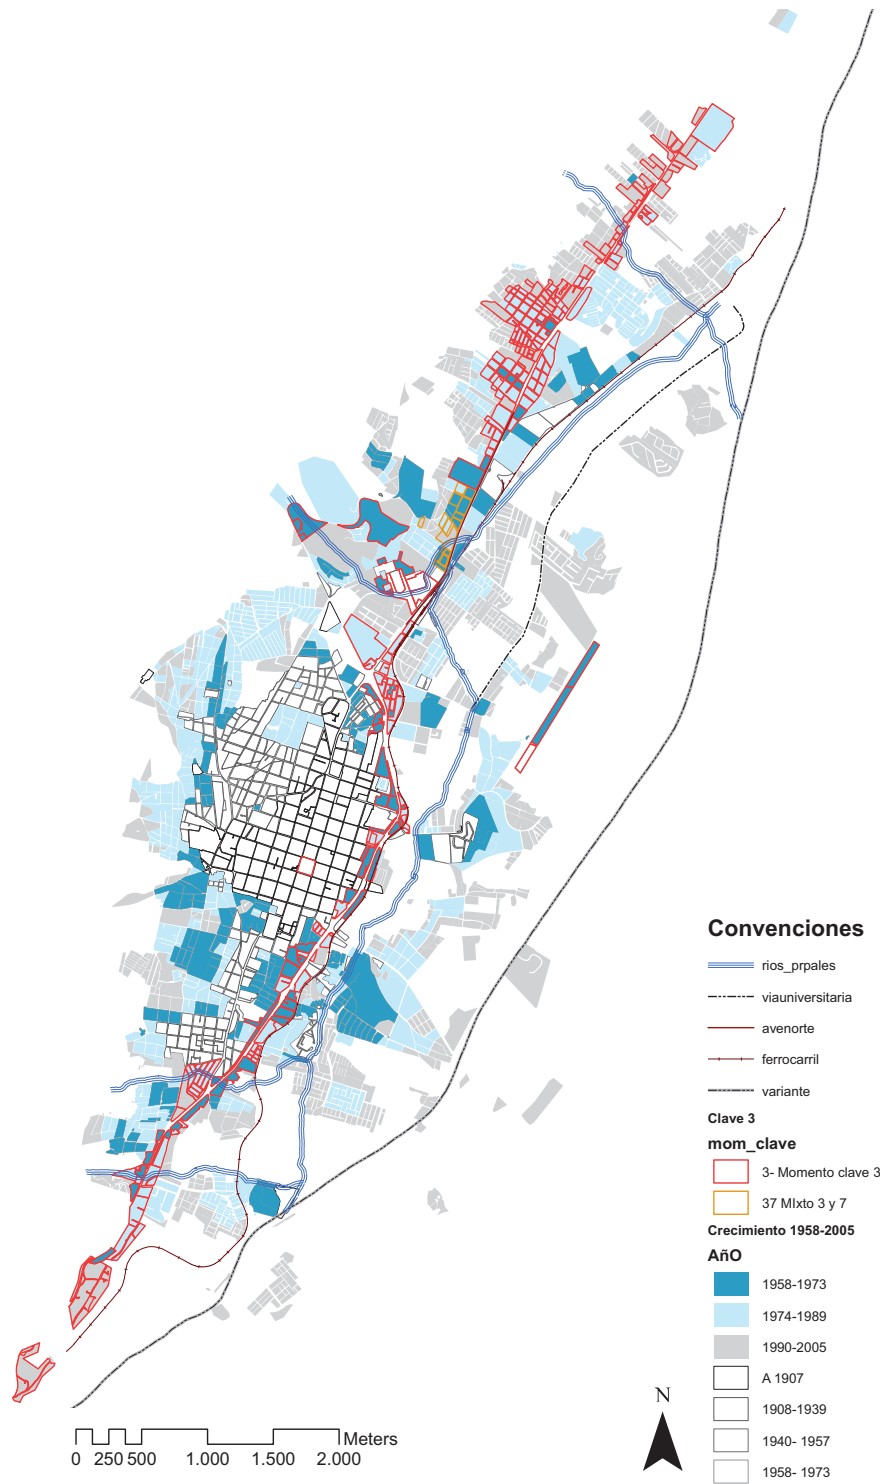 Convenciones
rios_prpales
viauniversitaria
avenorte
ferrocarril
variante
Clave 3
mom_clave
3- Momento clave 3
37 MIxto 3 y 7
Crecimiento 1958-2005
AñO
1958-1973
1974-1989
1990-2005
A 1907
1908-1939
1940- 1957
1958- 1973
N
Meters
0 250 500 1.000 1.500 2.000